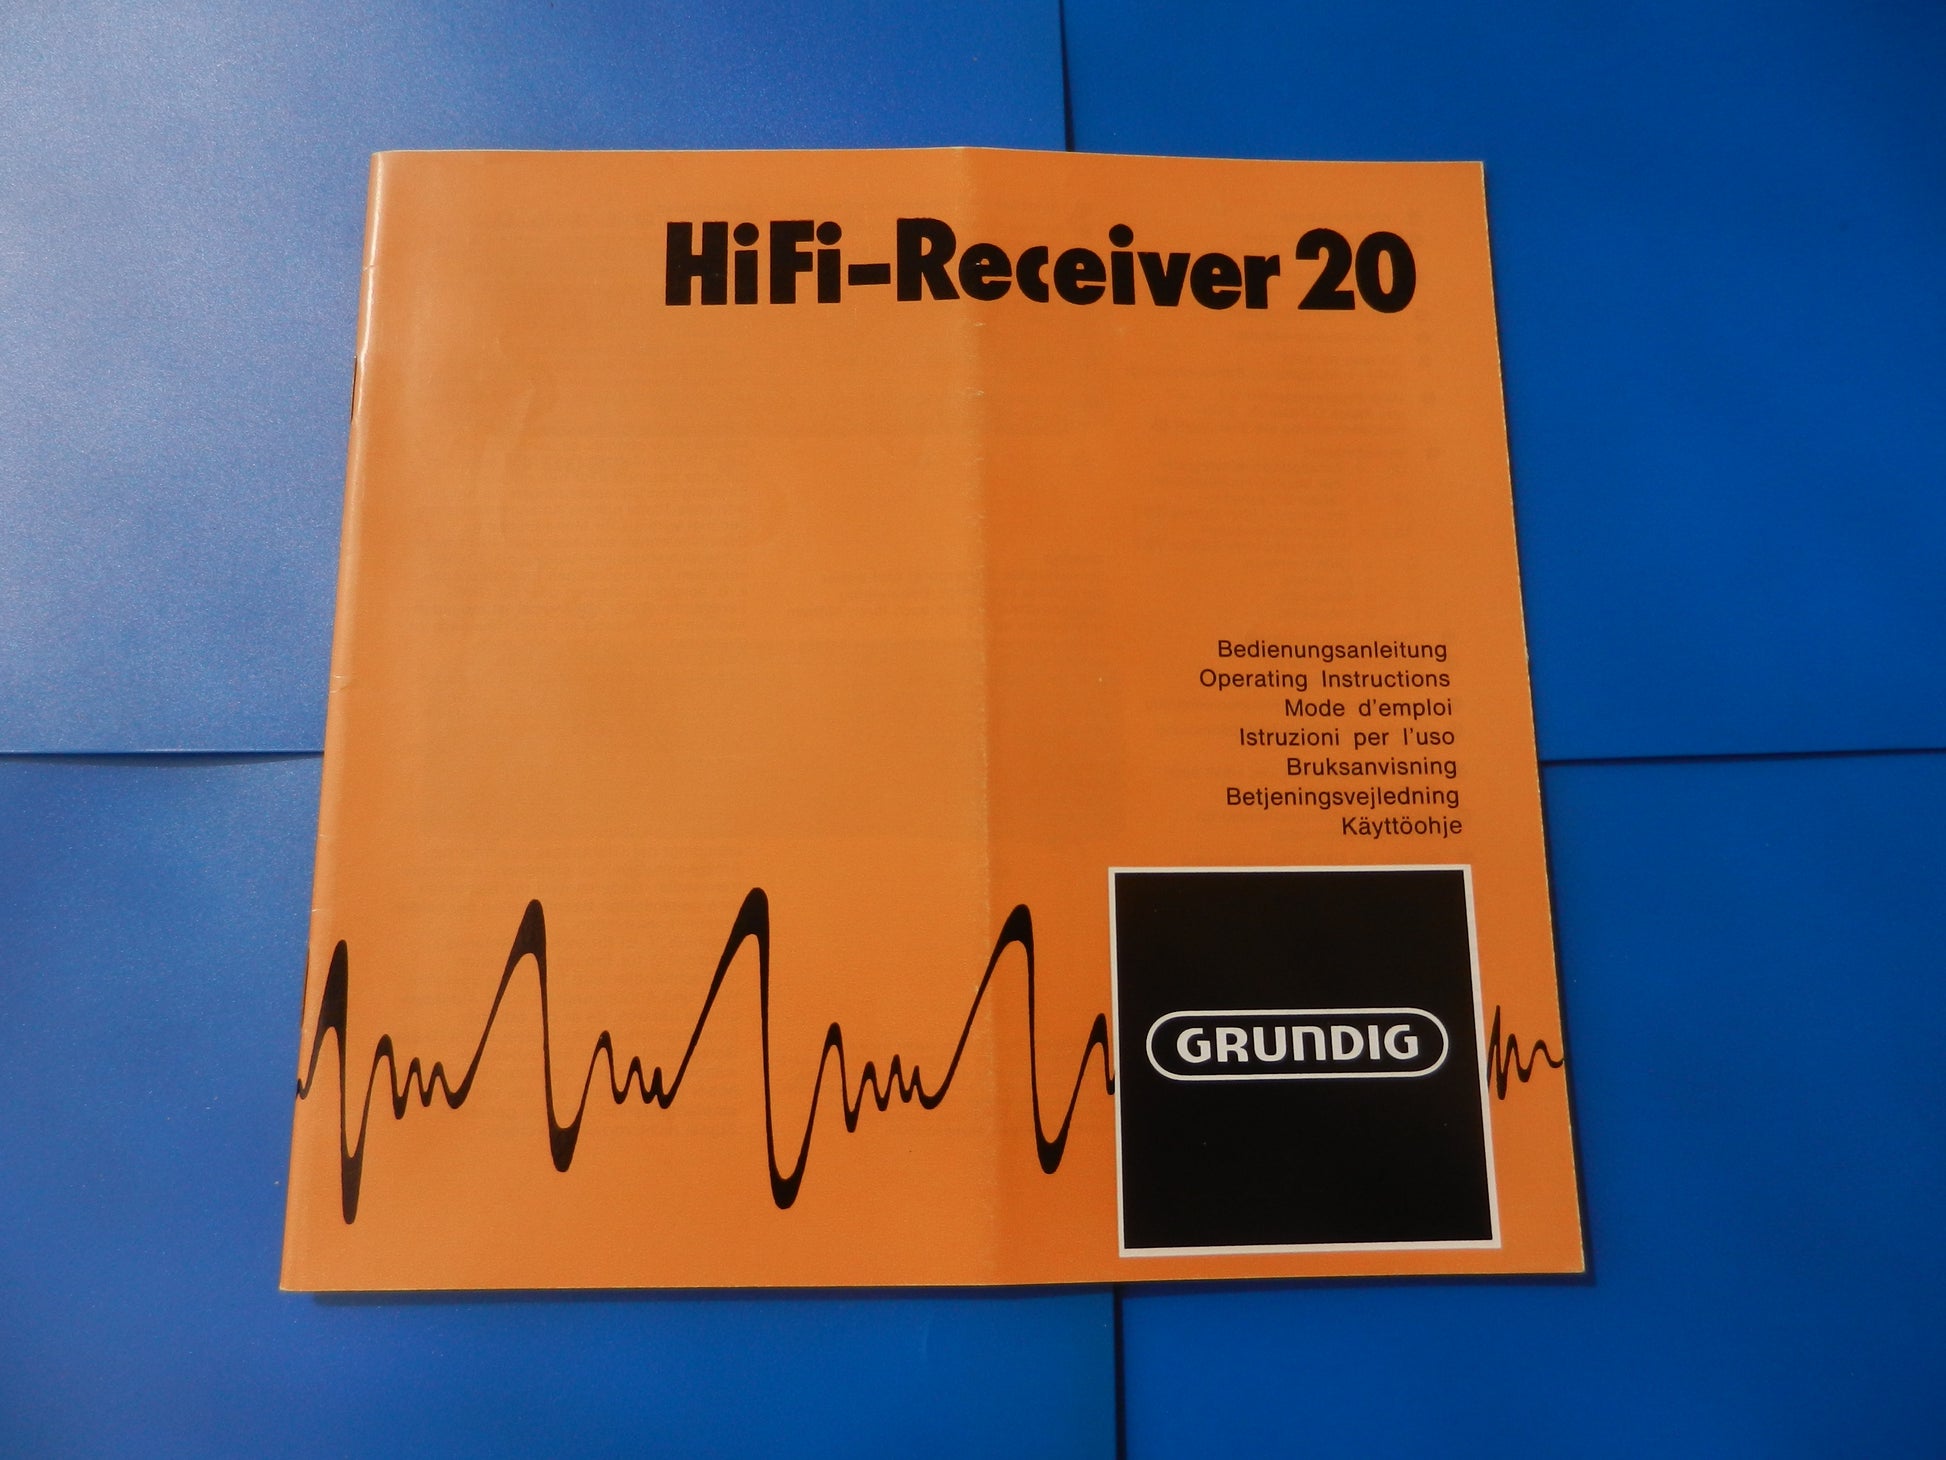 HiFi-Receiver 20
Bedienungsanleitung
Operating Instructions
Mode d'emploi
Istruzioni per l'uso
Bruksanvisning
Betjeningsvejledning
Käyttöohje
GRUNDIG